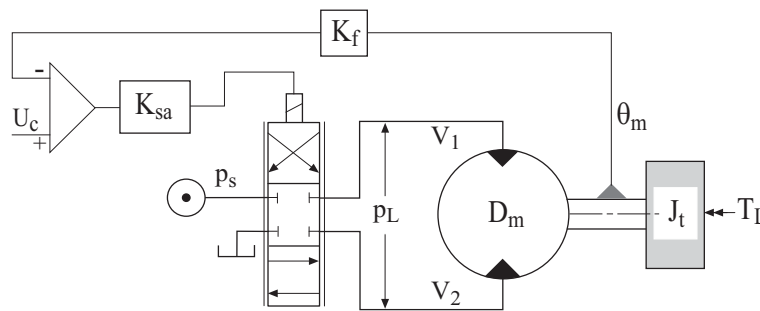 K_f
-
U_c
+
K_sa
p_s
V_1
p_L
V_2
D_m
θ_m
J_t
T_L